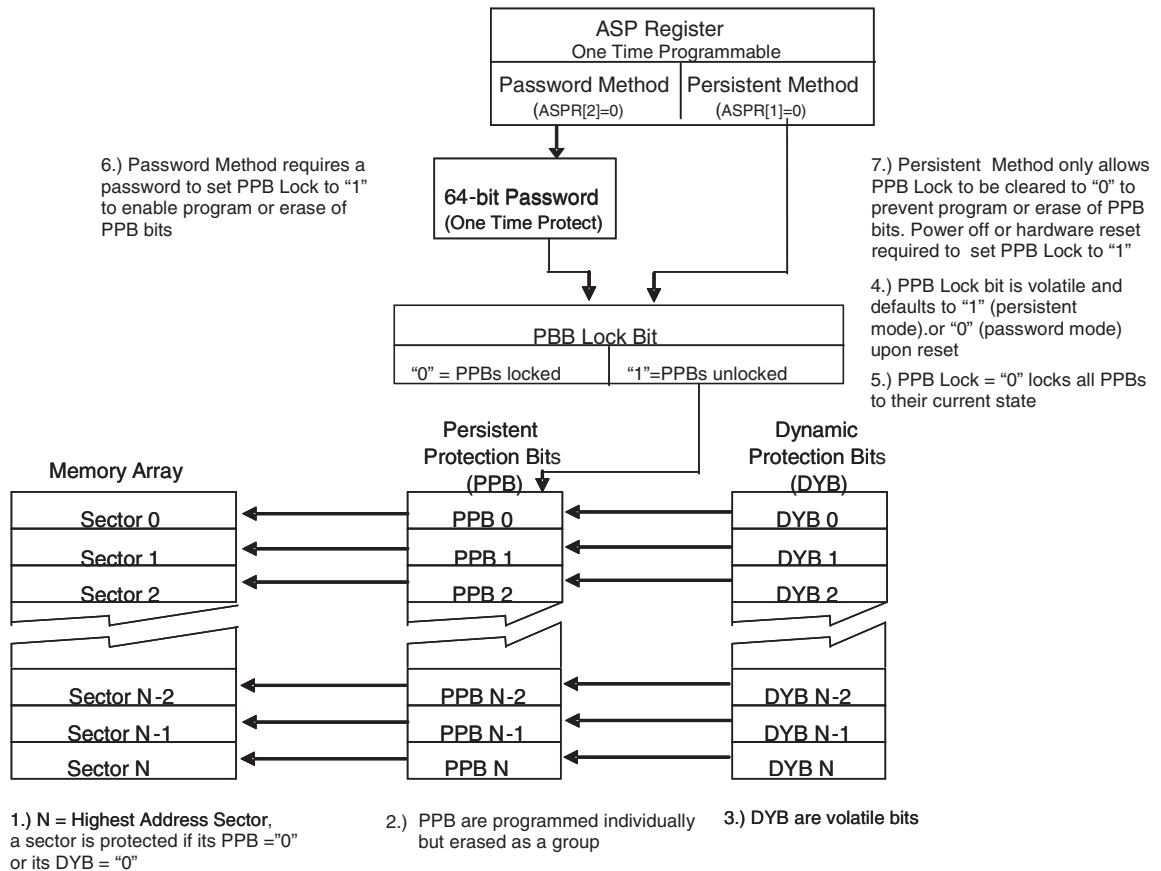 ASP Register
One Time Programmable
Password Method
(ASPR[2]=0)
Persistent Method
(ASPR[1]=0)
6.) Password Method requires a
password to set PPB Lock to “1”
to enable program or erase of
PPB bits
64-bit Password
(One Time Protect)
7.) Persistent Method only allows
PPB Lock to be cleared to “0” to
prevent program or erase of PPB
bits. Power off or hardware reset
required to set PPB Lock to “1”
4.) PPB Lock bit is volatile and
defaults to “1” (persistent
mode).or “0” (password mode)
upon reset
5.) PPB Lock = “0” locks all PPBs
to their current state
PBB Lock Bit
“0” = PPBs locked
“1”=PPBs unlocked
Memory Array
Persistent
Protection Bits
(PPB)
Dynamic
Protection Bits
(DYB)
Sector 0
PPB 0
DYB 0
Sector 1
PPB 1
DYB 1
Sector 2
PPB 2
DYB 2
Sector N-2
PPB N-2
DYB N-2
Sector N-1
PPB N-1
DYB N-1
Sector N
PPB N
DYB N
1.) N = Highest Address Sector,
a sector is protected if its PPB =”0”
or its DYB = “0”
2.) PPB are programmed individually
but erased as a group
3.) DYB are volatile bits